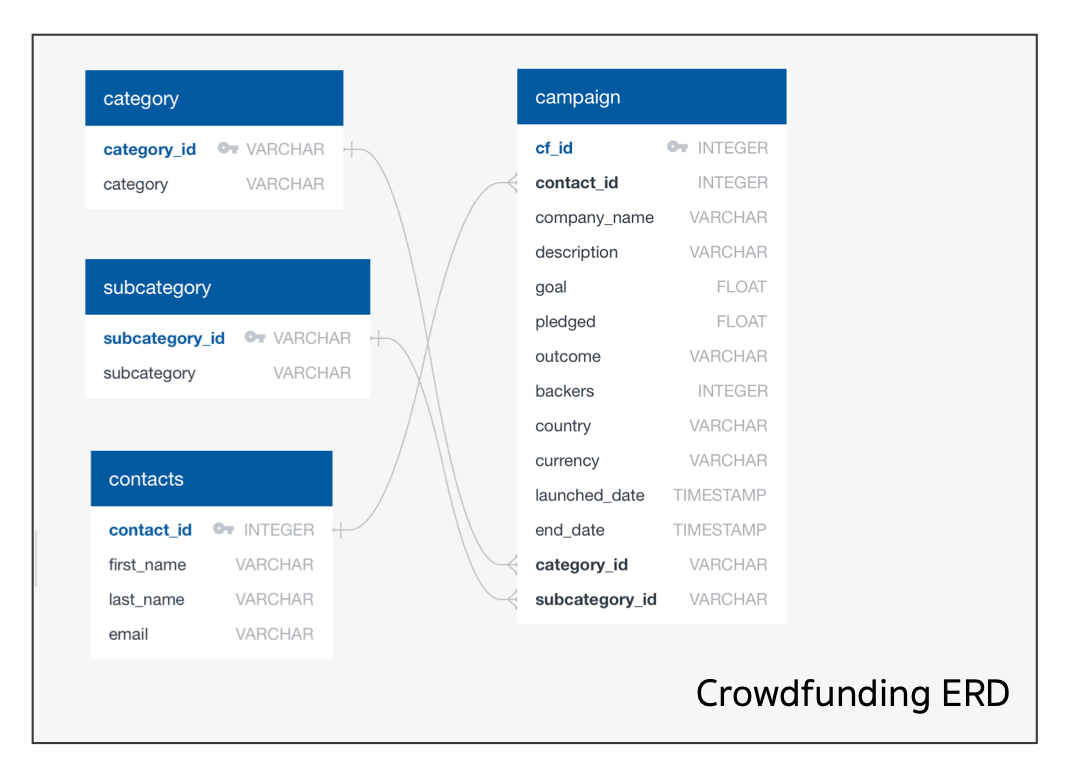 category
category_id VARCHAR
category VARCHAR
subcategory
subcategory_id VARCHAR
subcategory VARCHAR
contacts
contact_id INTEGER
first_name VARCHAR
last_name VARCHAR
email VARCHAR
campaign
cf_id INTEGER
contact_id INTEGER
company_name VARCHAR
description VARCHAR
goal FLOAT
pledged FLOAT
outcome VARCHAR
backers INTEGER
country VARCHAR
currency VARCHAR
launched_date TIMESTAMP
end_date TIMESTAMP
category_id VARCHAR
subcategory_id VARCHAR
Crowdfunding ERD